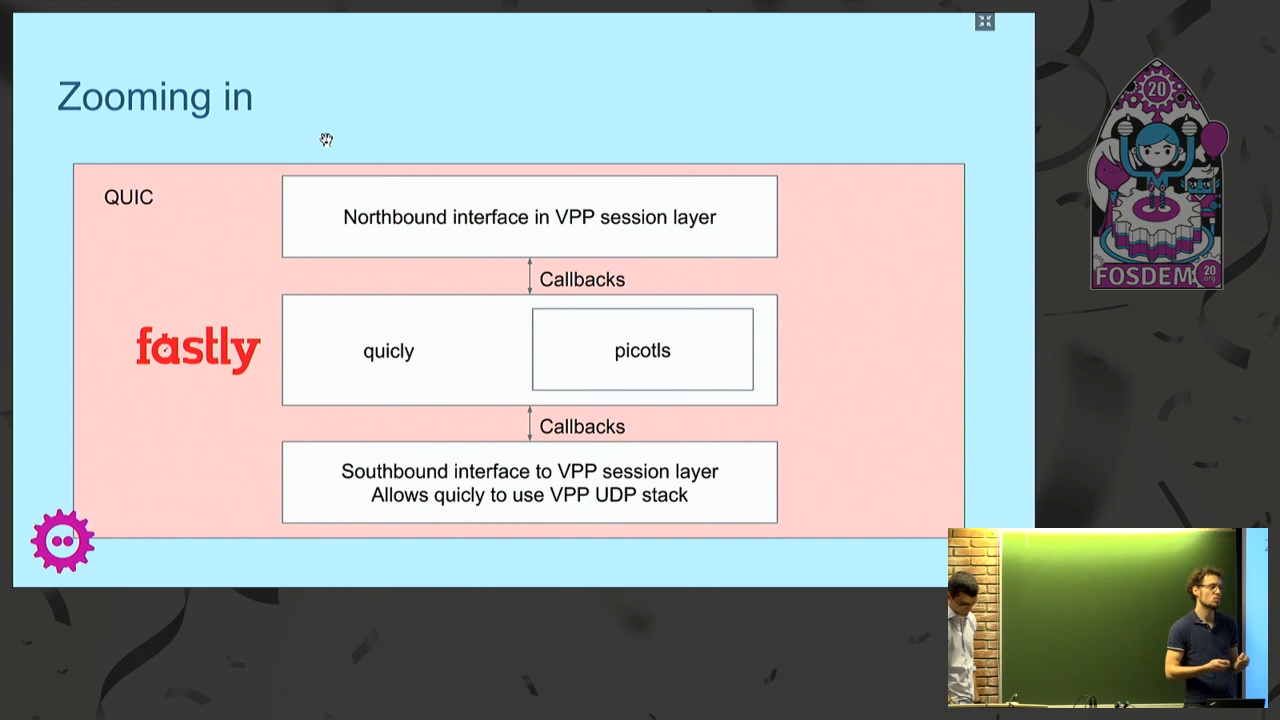 Zooming in
QUIC
Northbound interface in VPP session layer
Callbacks
fastly
quicly
picotls
Callbacks
Southbound interface to VPP session layer
Allows quicly to use VPP UDP stack
20
FOSDEM
20
.org